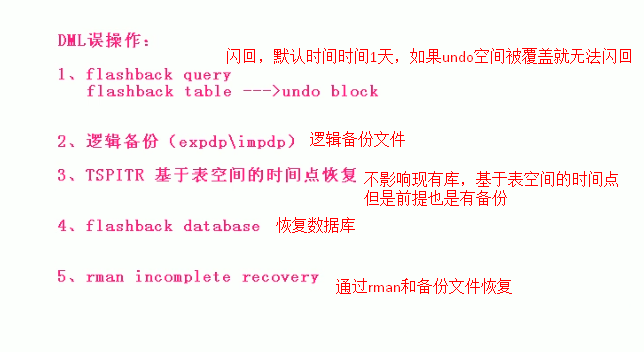 DML误操作：
闪回，默认时间时间1天，如果undo空间被覆盖就无法闪回
1、flashback query
flashback table --->undo block
2、逻辑备份（expdp\impdp） 逻辑备份文件
3、TSPITR 基于表空间的时间点恢复 不影响现有库，基于表空间的时间点
但是前提也是有备份
4、flashback database 恢复数据库
5、rman incomplete recovery 通过rman和备份文件恢复